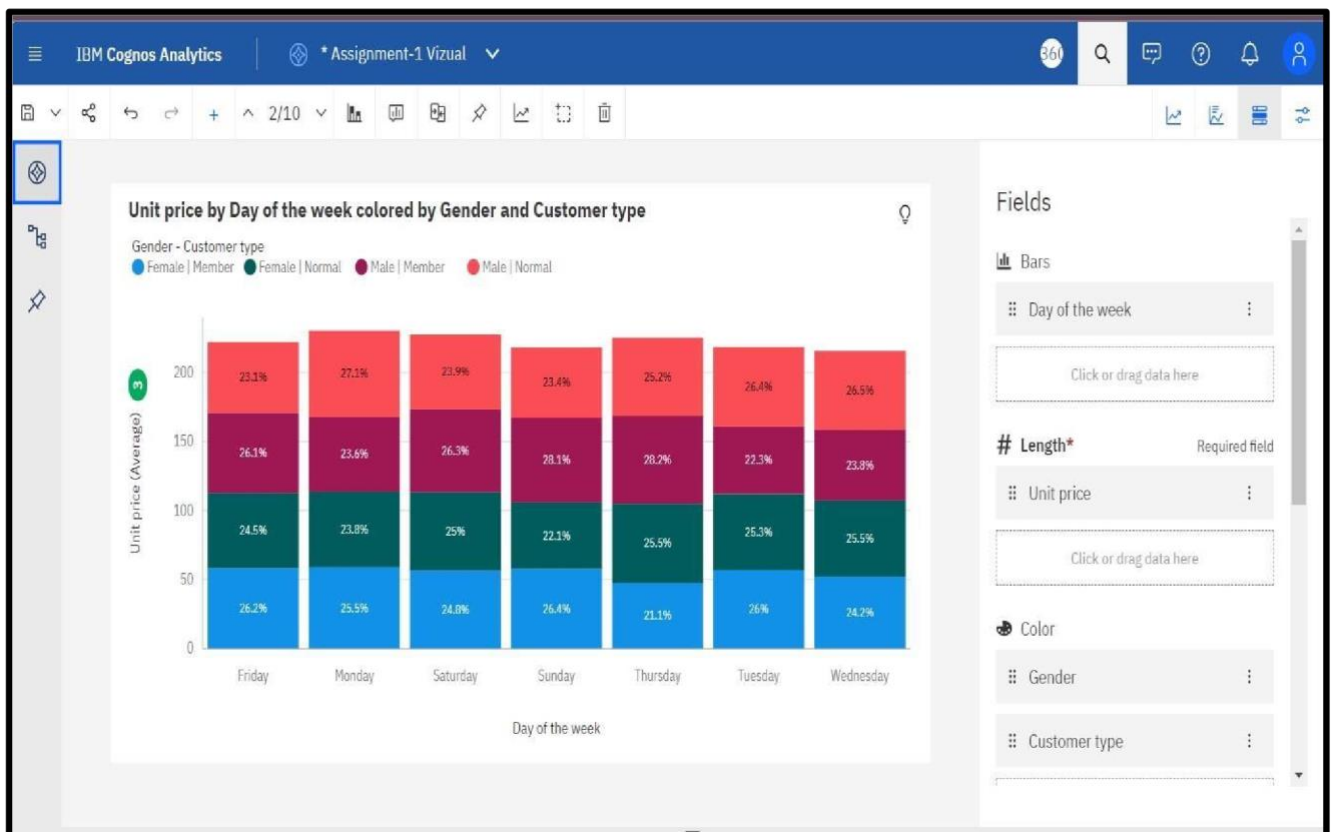 IBM Cognos Analytics
* Assignment-1 Vizual
360
2/10
Unit price by Day of the week colored by Gender and Customer type
Gender - Customer type
Female | Member Female | Normal Male | Member Male | Normal
Unit price (Average)
3
200
150
100
50
0
23.1% 27.1% 23.9% 23.4% 25.2% 26.4% 26.5%
26.1% 23.6% 26.3% 28.1% 28.2% 22.3% 23.8%
24.5% 23.8% 25% 22.1% 25.5% 25.3% 25.5%
26.2% 25.5% 24.8% 26.4% 21.1% 26% 24.2%
Friday Monday Saturday Sunday Thursday Tuesday Wednesday
Day of the week
Fields
Bars
Day of the week
Click or drag data here
# Length* Required field
Unit price
Click or drag data here
Color
Gender
Customer type